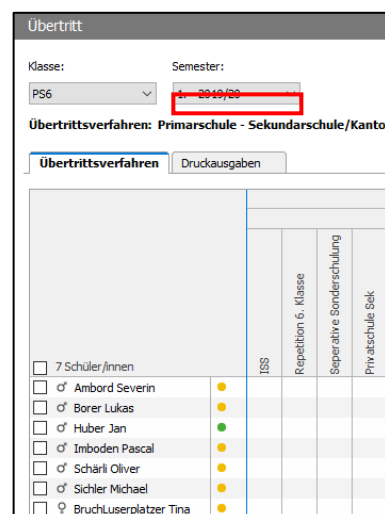 Übertritt
Klasse: Semester:
PS6 1. - 2019/20
Übertrittsverfahren: Primarschule - Sekundarschule/Kanto
Übertrittsverfahren Druckausgaben
ISS
Repetition 6. Klasse
Seperative Sonderschulung
Privatschule Sek
7 Schüler/innen
Ambord Severin
Borer Lukas
Huber Jan
Imboden Pascal
Schärli Oliver
Sichler Michael
BruchLuserplatzer Tina